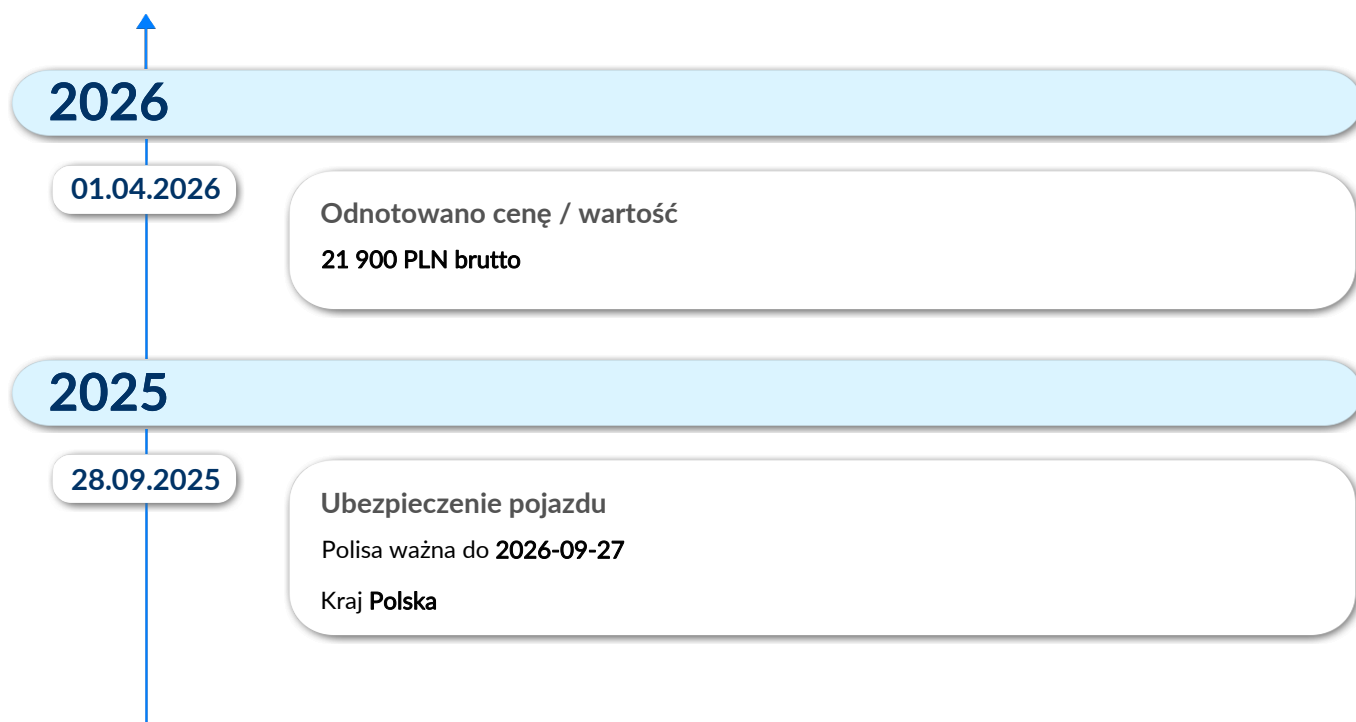 2026
01.04.2026
Odnotowano cenę / wartość
21 900 PLN brutto
2025
28.09.2025
Ubezpieczenie pojazdu
Polisa ważna do 2026-09-27
Kraj Polska